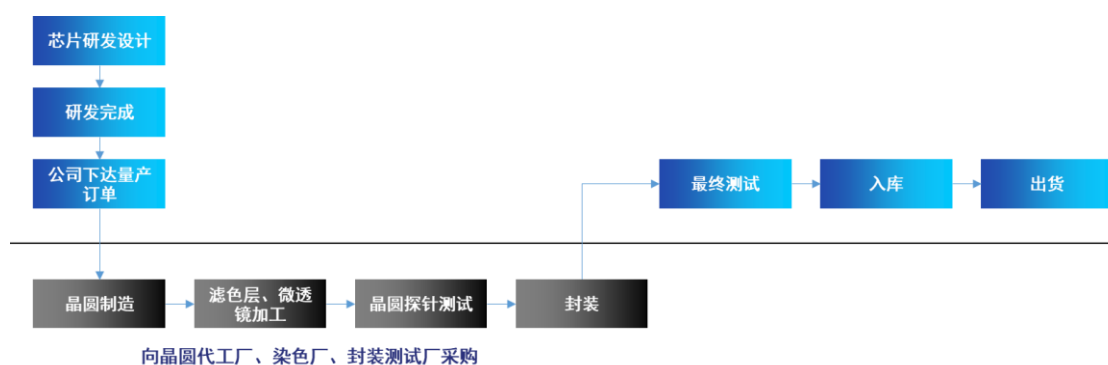 芯片研发设计
研发完成
公司下达量产
订单
最终测试
入库
出货
晶圆制造
滤色层、微透
镜加工
晶圆探针测试
封装
向晶圆代工厂、染色厂、封装测试厂采购